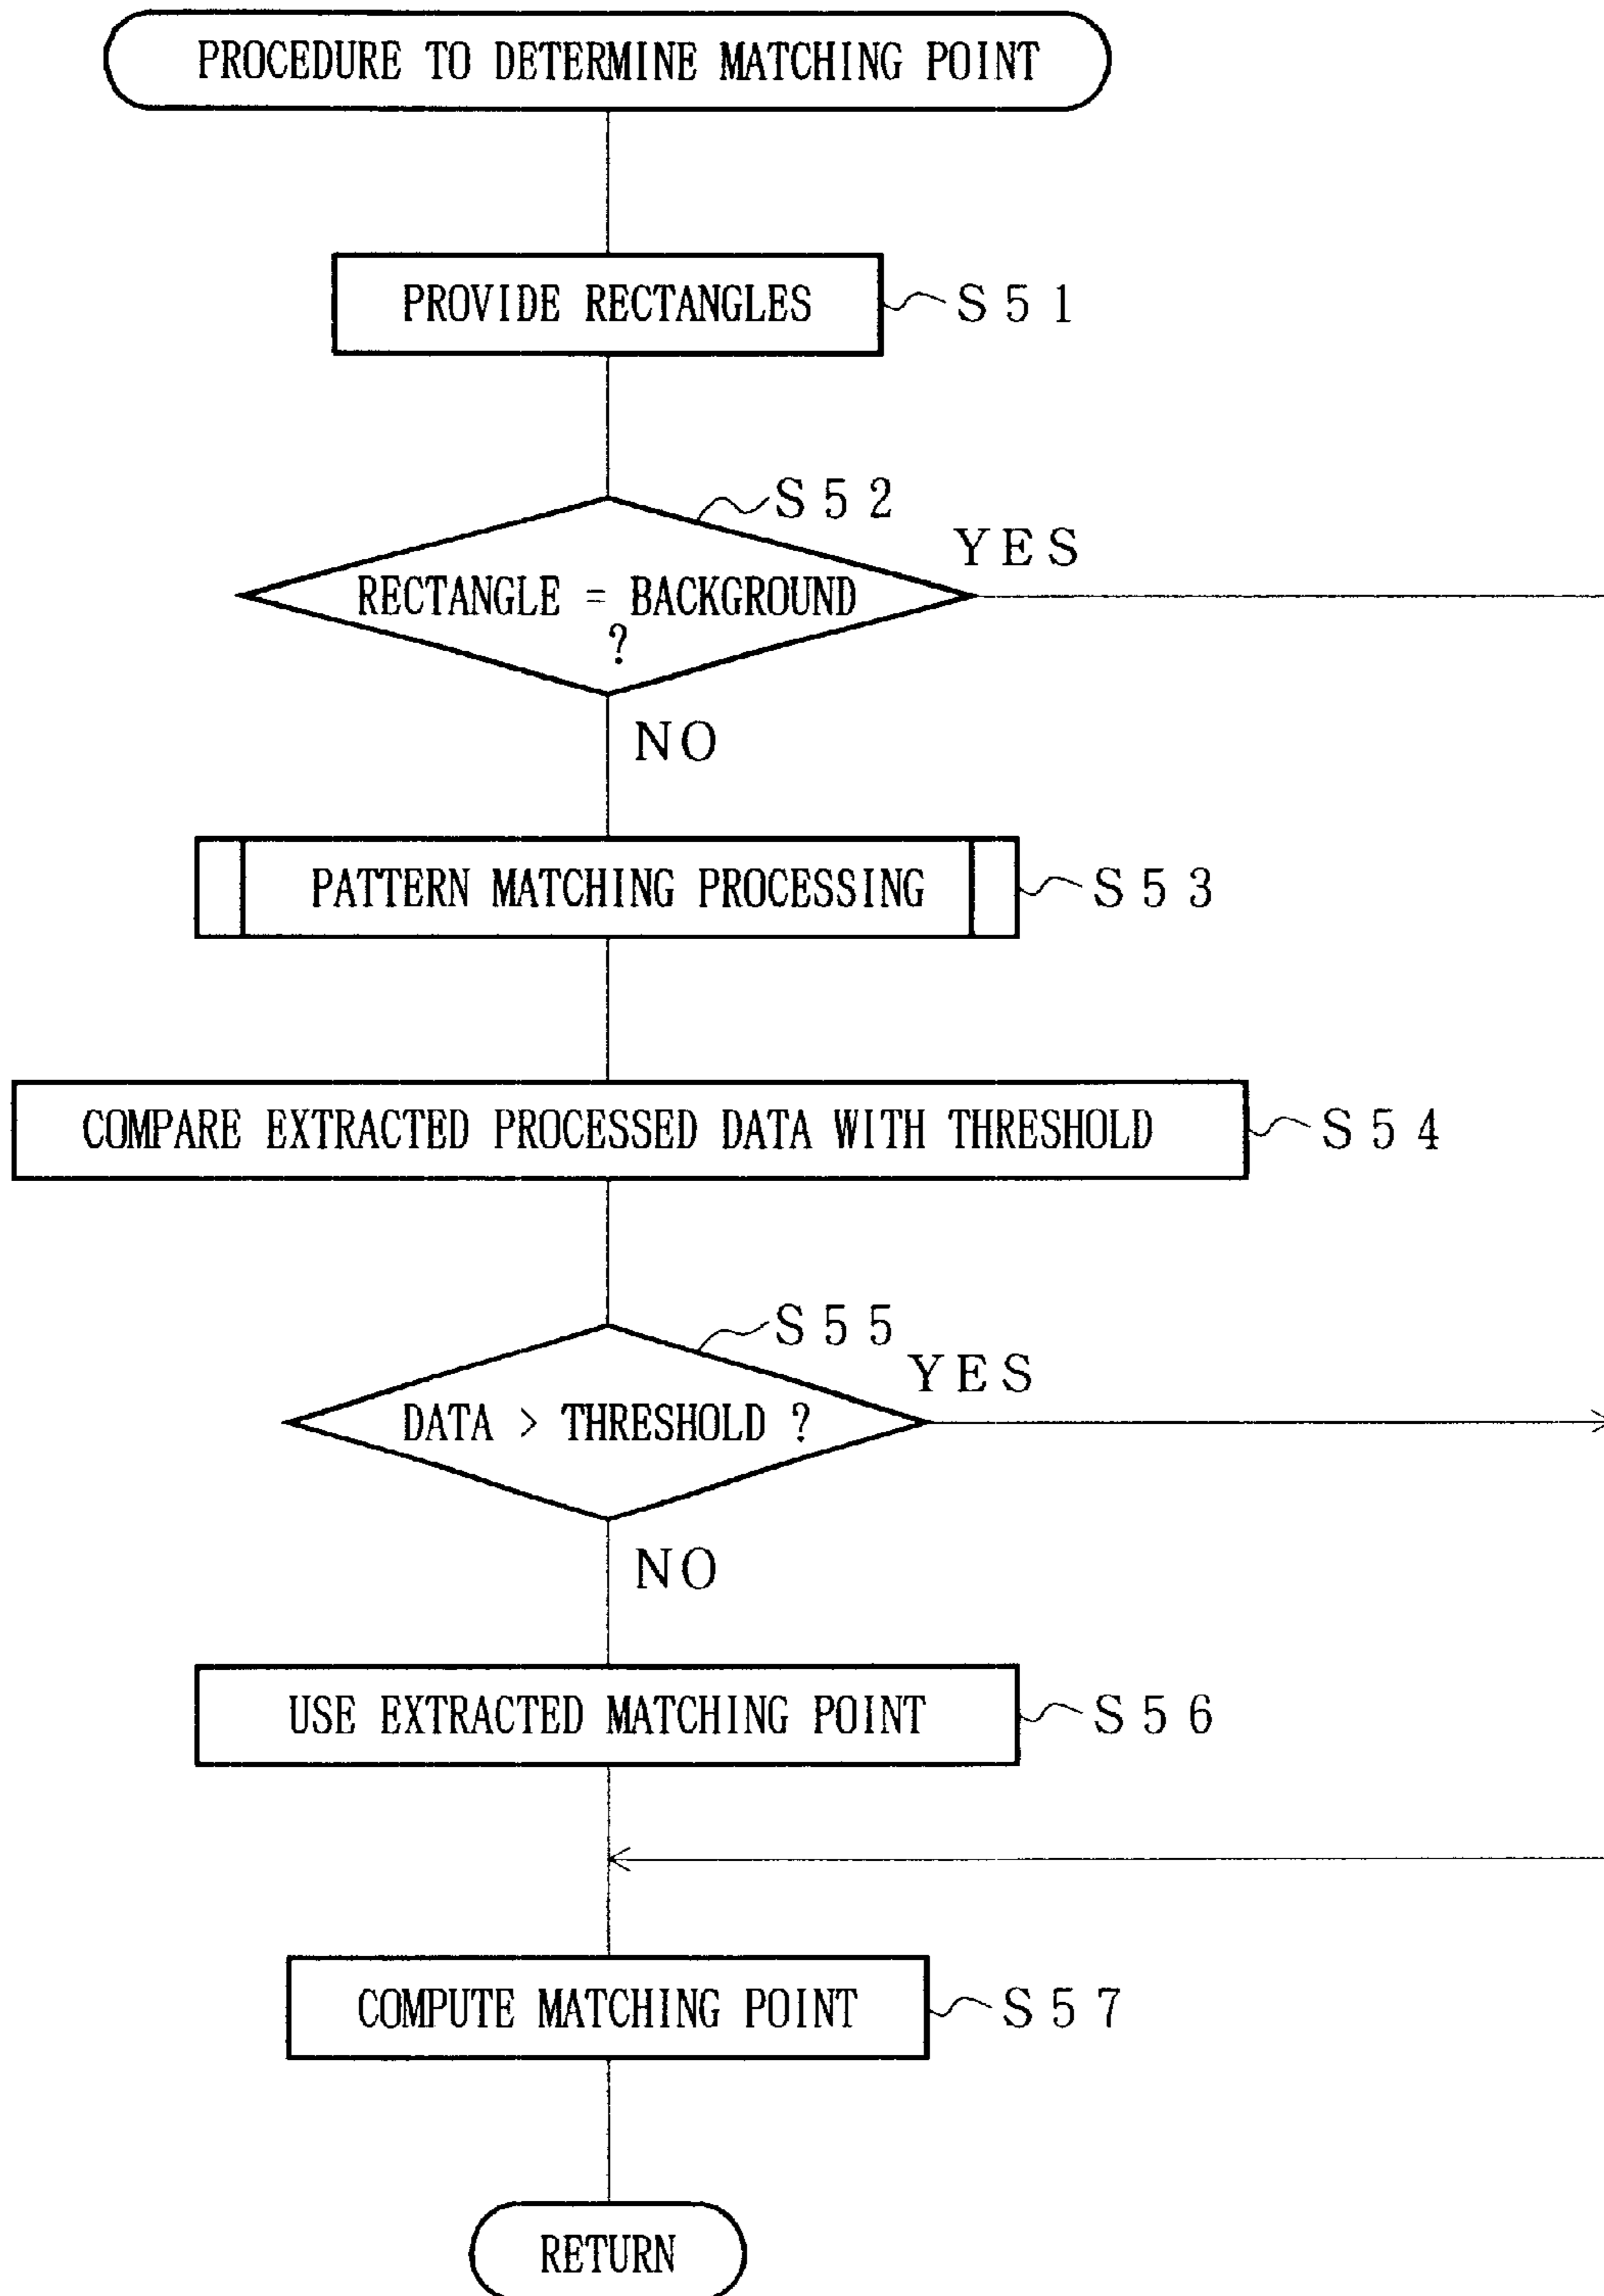 PROCEDURE TO DETERMINE MATCHING POINT
PROVIDE RECTANGLES
S51
S52
YES
RECTANGLE = BACKGROUND
?
NO
PATTERN MATCHING PROCESSING
S53
COMPARE EXTRACTED PROCESSED DATA WITH THRESHOLD
S54
S55
YES
DATA > THRESHOLD ?
NO
USE EXTRACTED MATCHING POINT
S56
COMPUTE MATCHING POINT
S57
RETURN